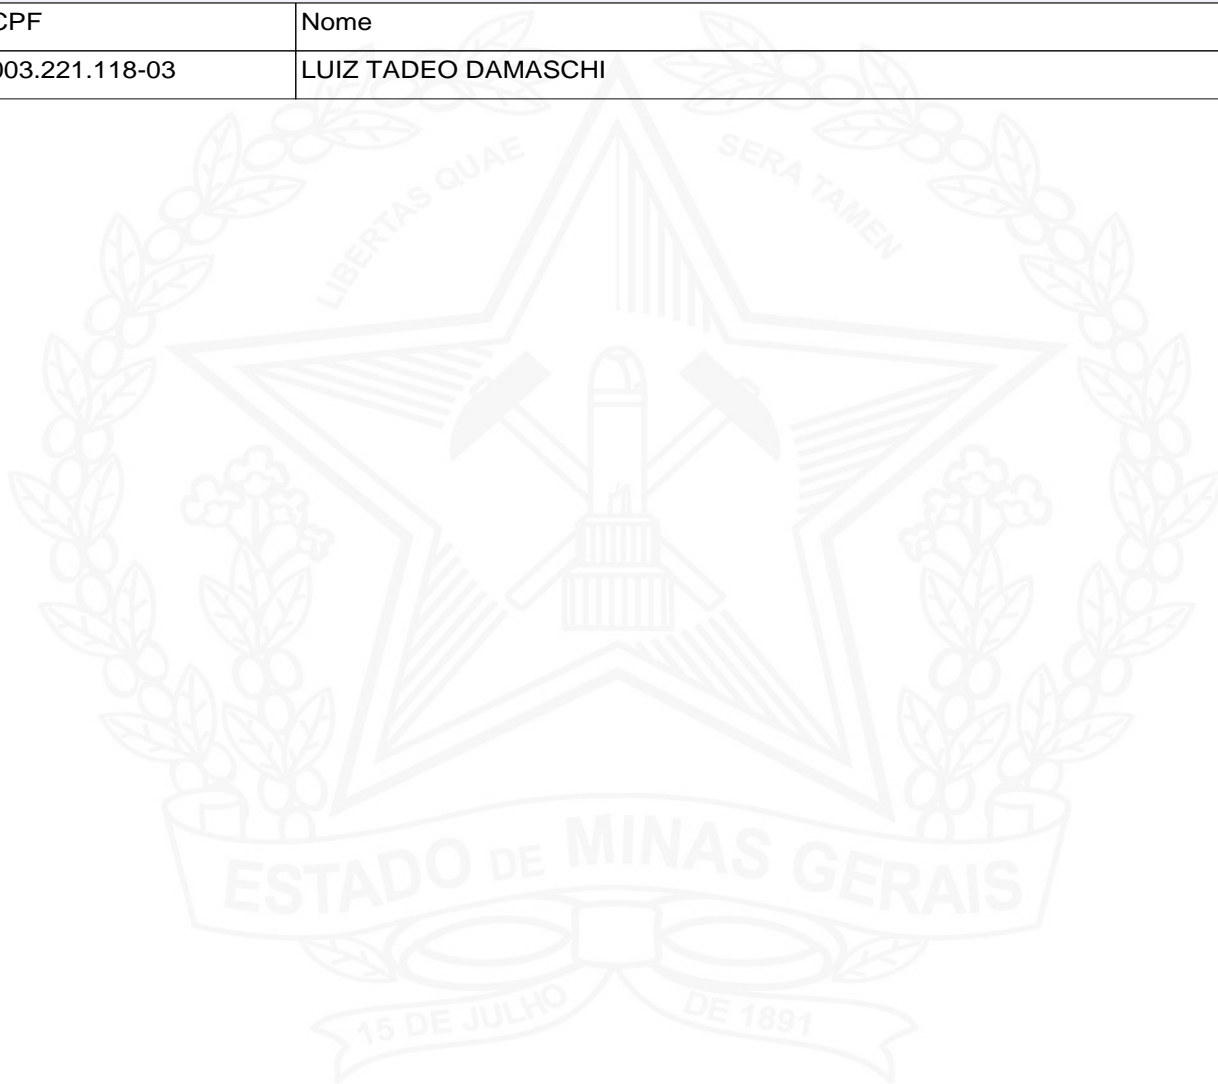 CPF Nome
003.221.118-03 LUIZ TADEO DAMASCHI
LIBERTAS QUAE SERA TAMEN
ESTADO DE MINAS GERAIS
15 DE JULHO DE 1891